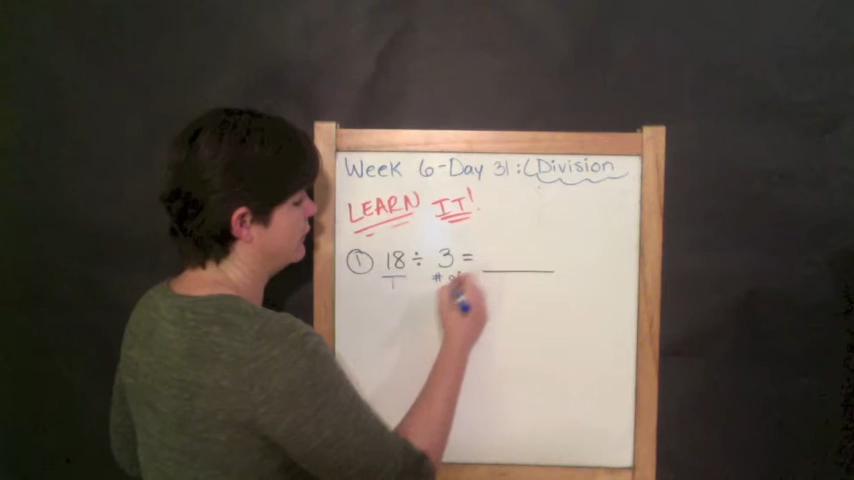 Week 6-Day 31: Division
LEARN IT!
① 18 ÷ 3 = ______
T #